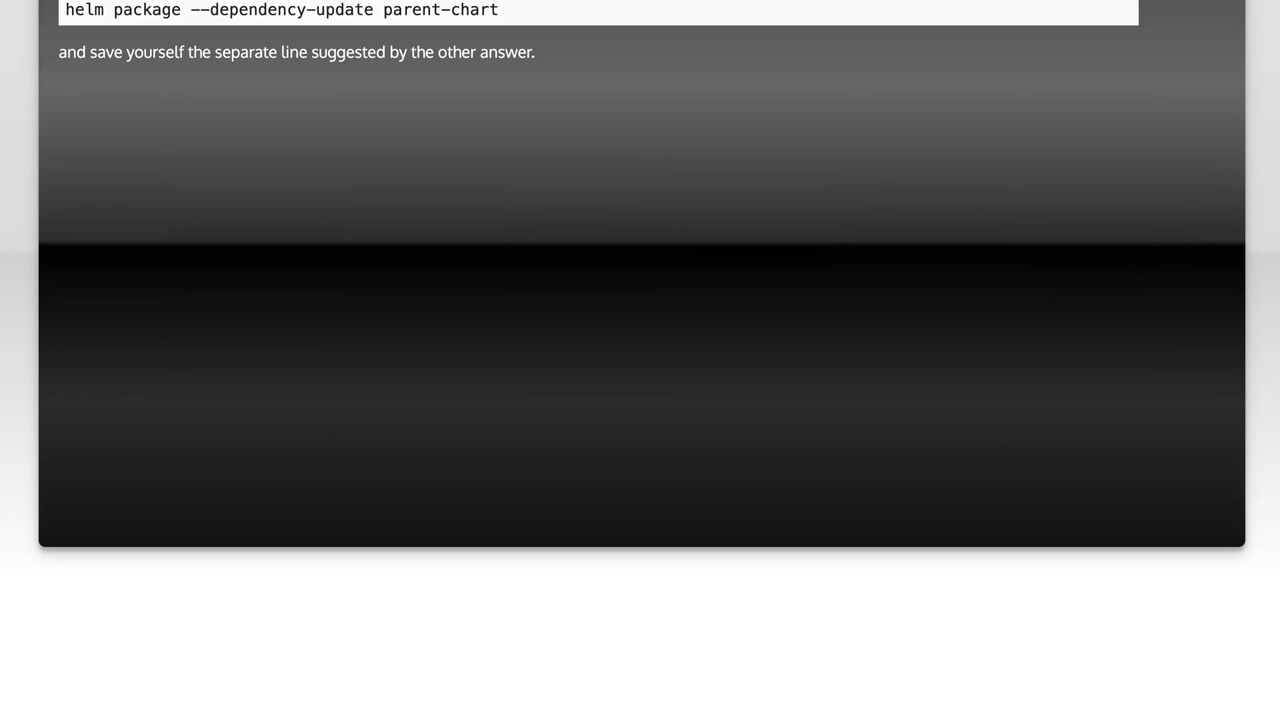 helm package --dependency-update parent-chart
and save yourself the separate line suggested by the other answer.